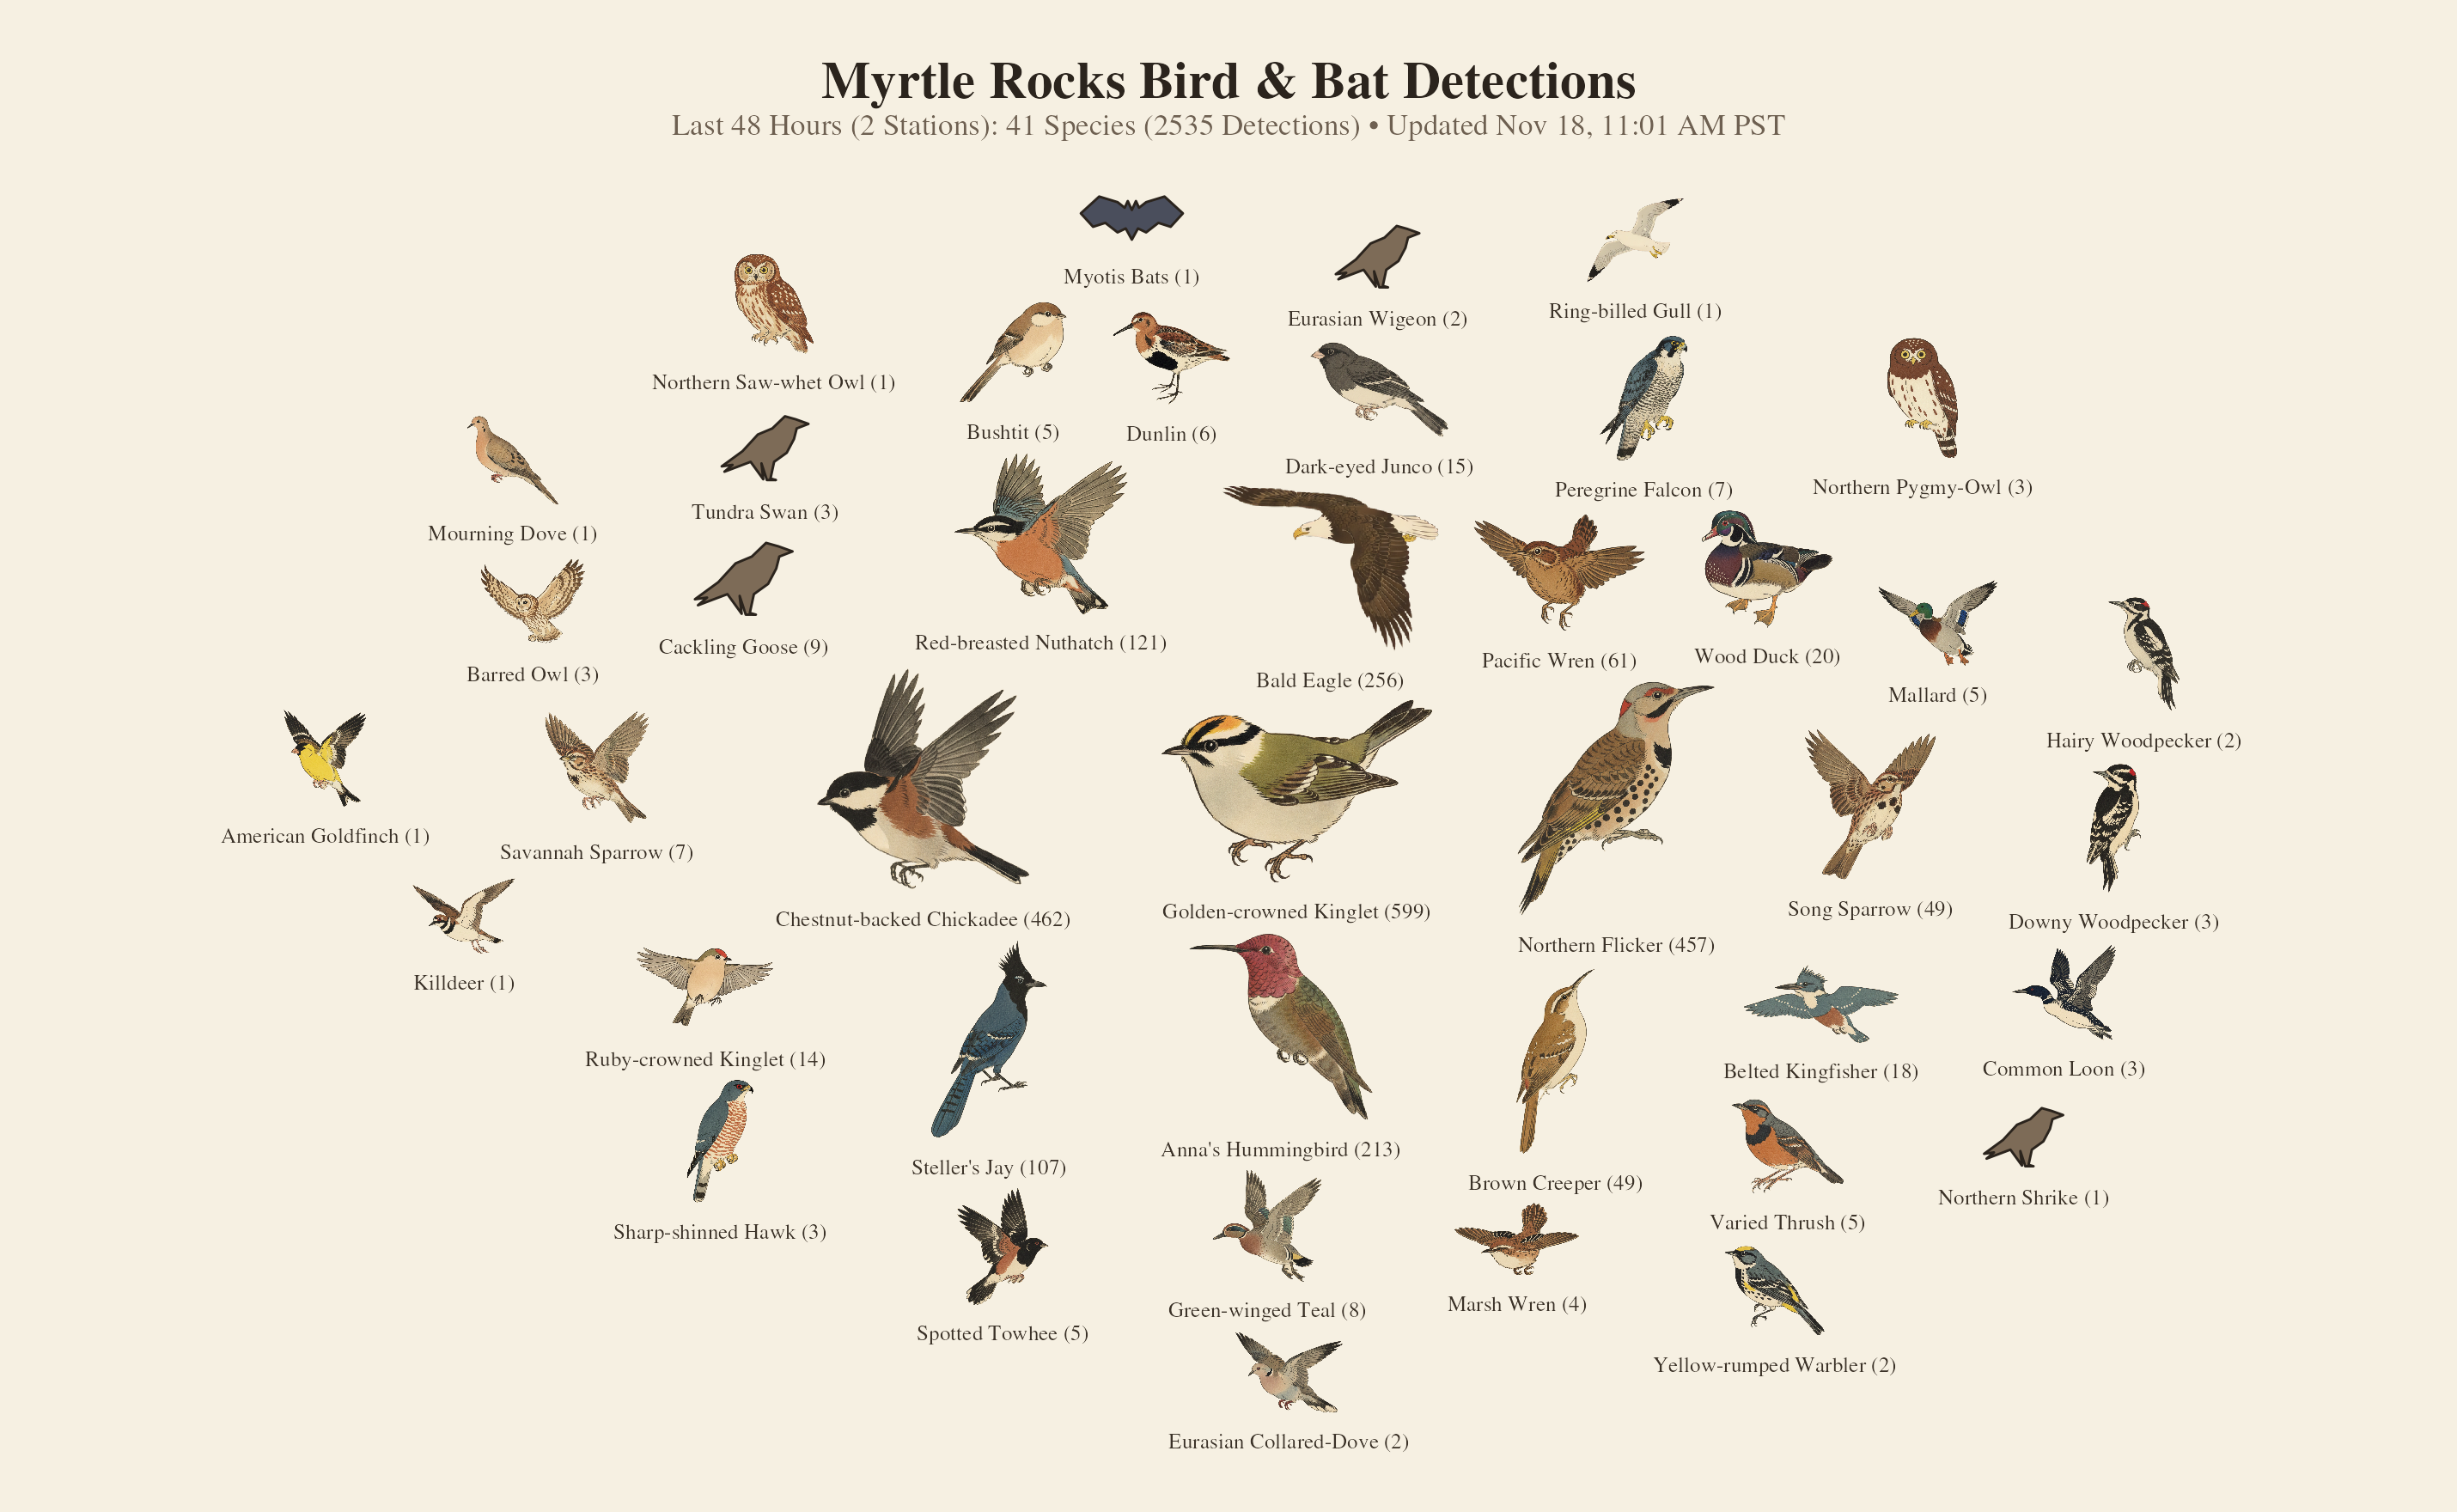 Myrtle Rocks Bird & Bat Detections
Last 48 Hours (2 Stations): 41 Species (2535 Detections) • Updated Nov 18, 11:01 AM PST
Myotis Bats (1)
Ring-billed Gull (1)
Eurasian Wigeon (2)
Northern Saw-whet Owl (1)
Bushtit (5)
Dunlin (6)
Dark-eyed Junco (15)
Northern Pygmy-Owl (3)
Peregrine Falcon (7)
Tundra Swan (3)
Mourning Dove (1)
Red-breasted Nuthatch (121)
Cackling Goose (9)
Wood Duck (20)
Pacific Wren (61)
Barred Owl (3)
Bald Eagle (256)
Mallard (5)
Hairy Woodpecker (2)
American Goldfinch (1)
Savannah Sparrow (7)
Song Sparrow (49)
Golden-crowned Kinglet (599)
Chestnut-backed Chickadee (462)
Downy Woodpecker (3)
Northern Flicker (457)
Killdeer (1)
Ruby-crowned Kinglet (14)
Common Loon (3)
Belted Kingfisher (18)
Anna's Hummingbird (213)
Steller's Jay (107)
Brown Creeper (49)
Northern Shrike (1)
Varied Thrush (5)
Sharp-shinned Hawk (3)
Marsh Wren (4)
Green-winged Teal (8)
Spotted Towhee (5)
Yellow-rumped Warbler (2)
Eurasian Collared-Dove (2)